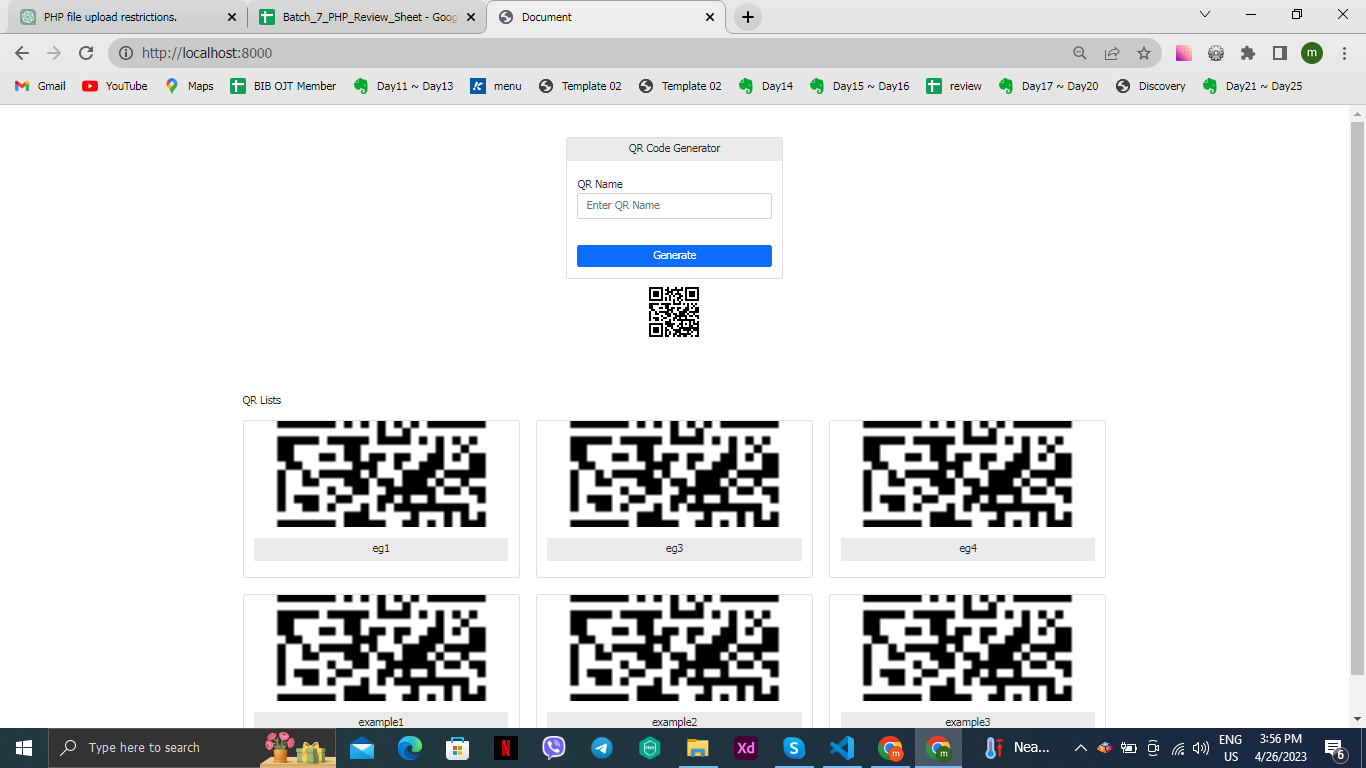 PHP file upload restrictions.
Batch_7_PHP_Review_Sheet - Goog
Document
http://localhost:8000
m
Gmail
YouTube
Maps
BIB OJT Member
Day11 ~ Day13
menu
Template 02
Template 02
Day14
Day15 ~ Day16
review
Day17 ~ Day20
Discovery
Day21 ~ Day25
QR Code Generator
QR Name
Enter QR Name
Generate
QR Lists
eg1
eg3
eg4
example1
example2
example3
Type here to search
N
Xd
S
m
m
Nea...
ENG
US
3:56 PM
4/26/2023
6